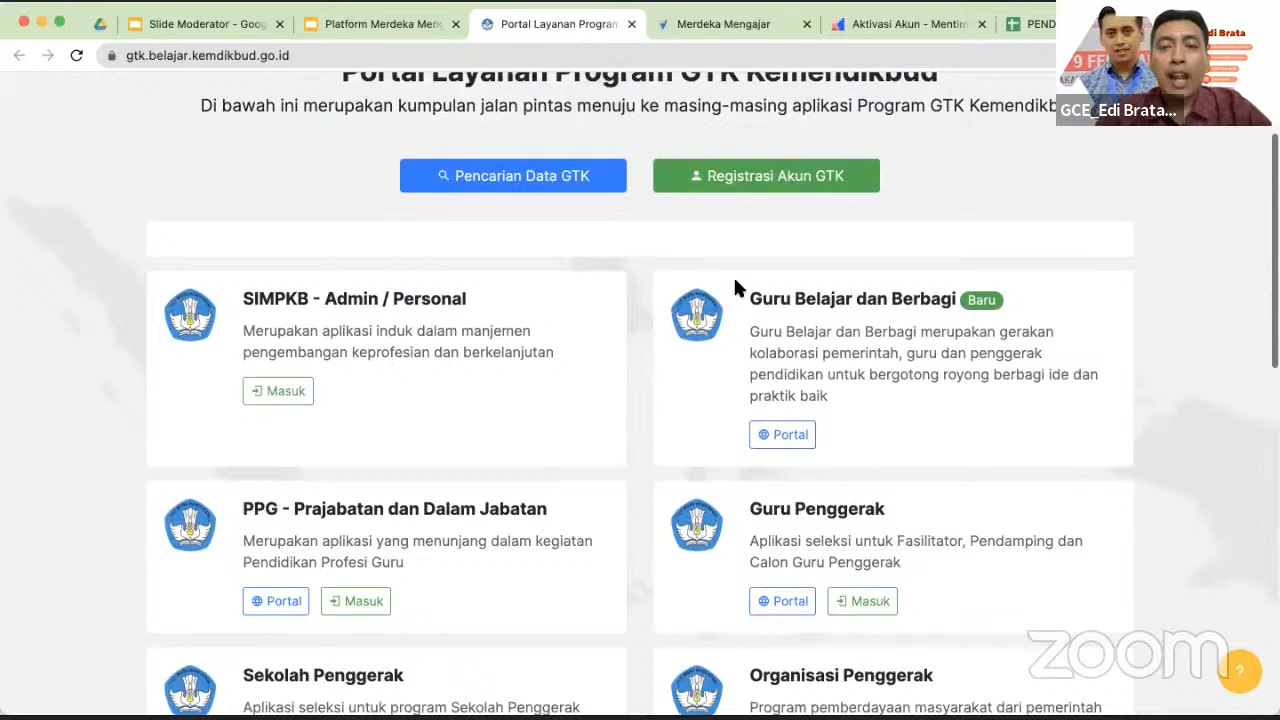 Slide Moderator - Goog
Platform Merdeka Meng
Portal Layanan Program
Merdeka Mengajar
Aktivasi Akun - Mentim
PEND
gtk.belajar.kemdikbud.go.id
di Brata
9 FE
GCE_Edi Brata...
Portal Layanan Program GTK Kemendikbud
Di bawah ini merupakan kumpulan jalan pintas menuju ke masing-masing aplikasi Program GTK Kemendikb
Pencarian Data GTK
Registrasi Akun GTK
SIMPKB - Admin / Personal
Merupakan aplikasi induk dalam manjemen
pengembangan keprofesian dan berkelanjutan
Masuk
Guru Belajar dan Berbagi Baru
Guru Belajar dan Berbagi merupakan gerakan
kolaborasi pemerintah, guru dan penggerak
pendidikan untuk bergotong royong berbagi ide dan
praktik baik
Portal
PPG - Prajabatan dan Dalam Jabatan
Merupakan aplikasi yang menunjang dalam kegiatan
Pendidikan Profesi Guru
Portal Masuk
Guru Penggerak
Aplikasi seleksi untuk Fasilitator, Pendamping dan
Calon Guru Penggerak
Portal Masuk
Sekolah Penggerak
Aplikasi seleksi untuk program Sekolah Penggerak
Organisasi Penggerak
Program pemberdayaan masyarakat dari pemerintah
zoom
?